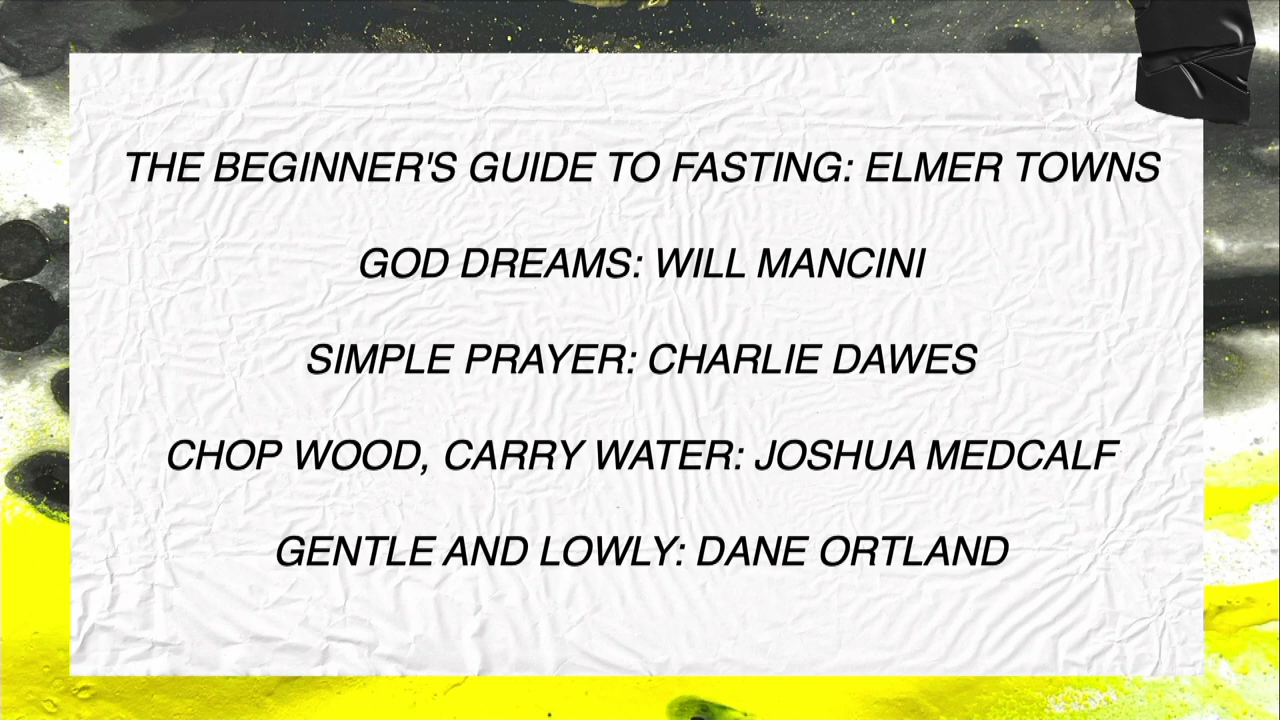 THE BEGINNER'S GUIDE TO FASTING: ELMER TOWNS
GOD DREAMS: WILL MANCINI
SIMPLE PRAYER: CHARLIE DAWES
CHOP WOOD, CARRY WATER: JOSHUA MEDCALF
GENTLE AND LOWLY: DANE ORTLAND